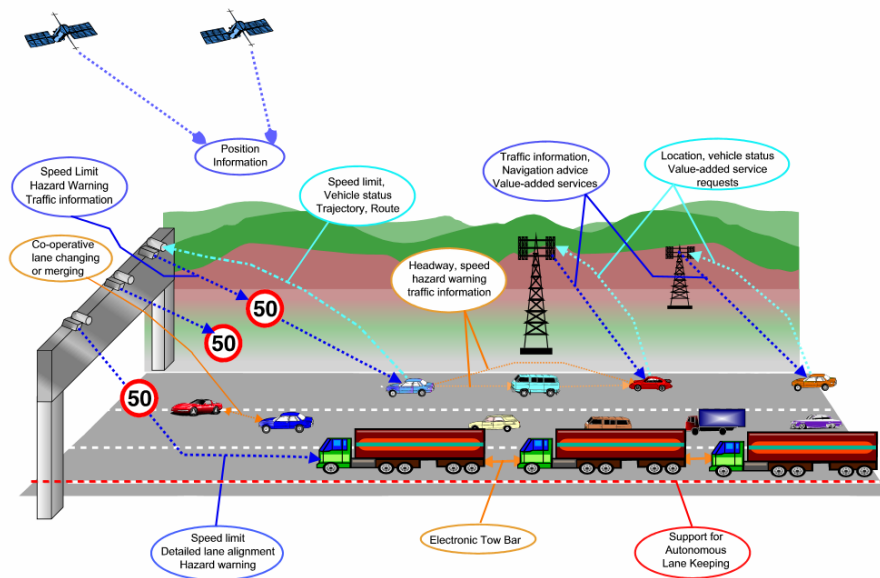 Position
Information
Speed Limit
Hazard Warning
Traffic information
Speed limit,
Vehicle status
Trajectory, Route
Traffic information,
Navigation advice
Value-added services
Location, vehicle status
Value-added service
requests
Co-operative
lane changing
or merging
Headway, speed
hazard warning
traffic information
50
50
50
Speed limit
Detailed lane alignment
Hazard warning
Electronic Tow Bar
Support for
Autonomous
Lane Keeping